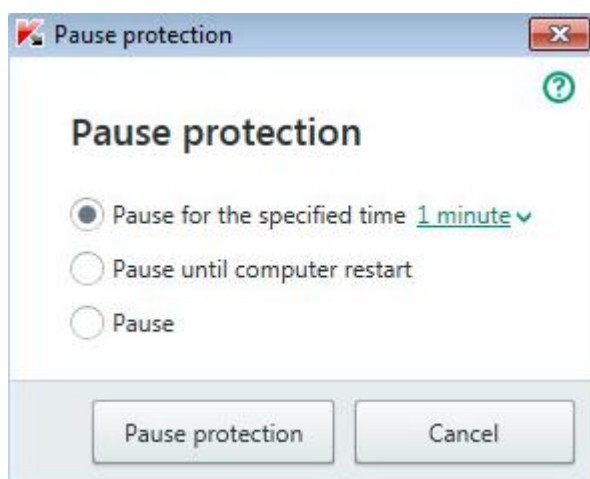 Pause protection
Pause protection
Pause for the specified time 1 minute
Pause until computer restart
Pause
Pause protection Cancel